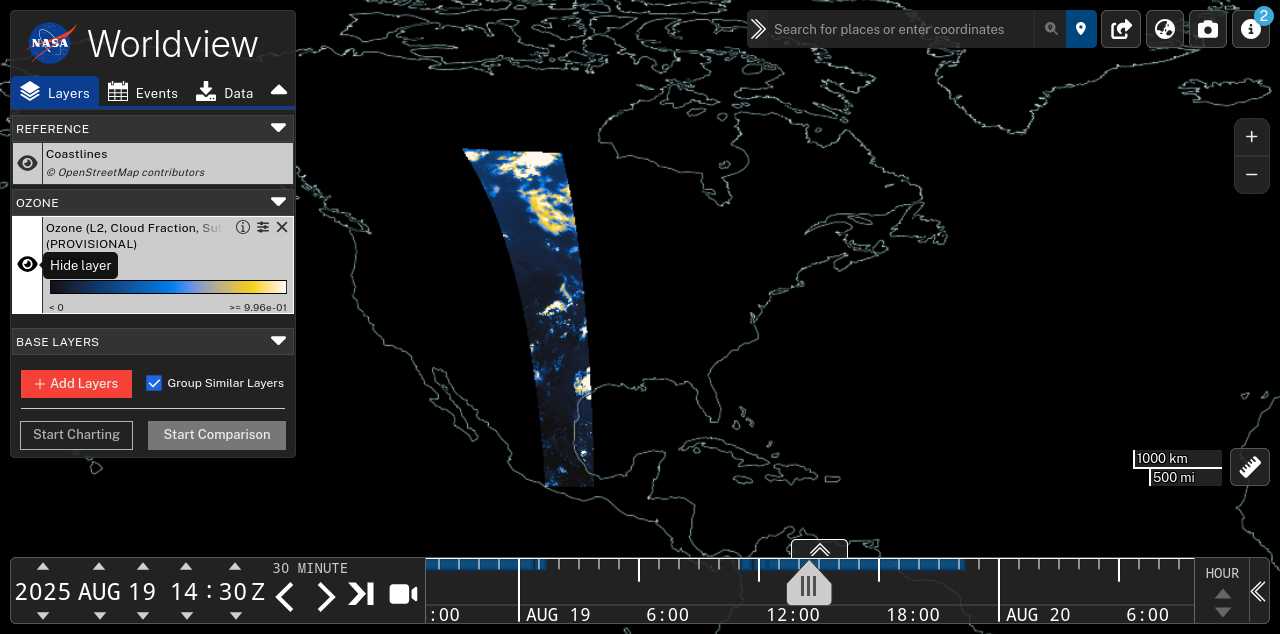 NASA
Worldview
Layers
Events
Data
REFERENCE
Coastlines
© OpenStreetMap contributors
OZONE
Ozone (L2, Cloud Fraction,
(PROVISIONAL)
Hide layer
< 0
>= 9.96e-01
BASE LAYERS
+ Add Layers
Group Similar Layers
Start Charting
Start Comparison
Search for places or enter coordinates
2
+
−
1000 km
500 mi
2025 AUG 19 14 : 30 Z
30 MINUTE
:00
AUG 19
6:00
12:00
18:00
AUG 20
6:00
HOUR